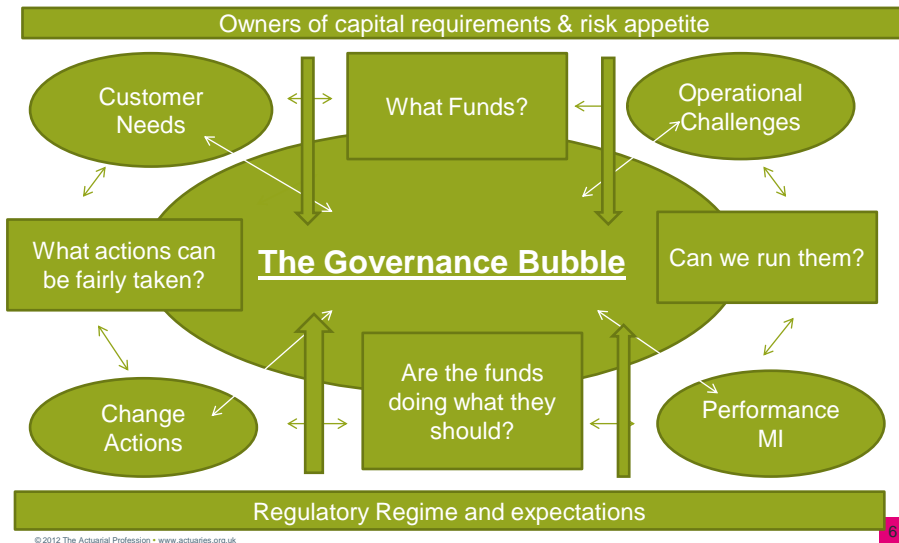 Owners of capital requirements & risk appetite
Customer
Needs
What Funds?
Operational
Challenges
What actions can
be fairly taken?
The Governance Bubble
Can we run them?
Change
Actions
Are the funds
doing what they
should?
Performance
MI
Regulatory Regime and expectations
6
© 2012 The Actuarial Profession • www.actuaries.org.uk